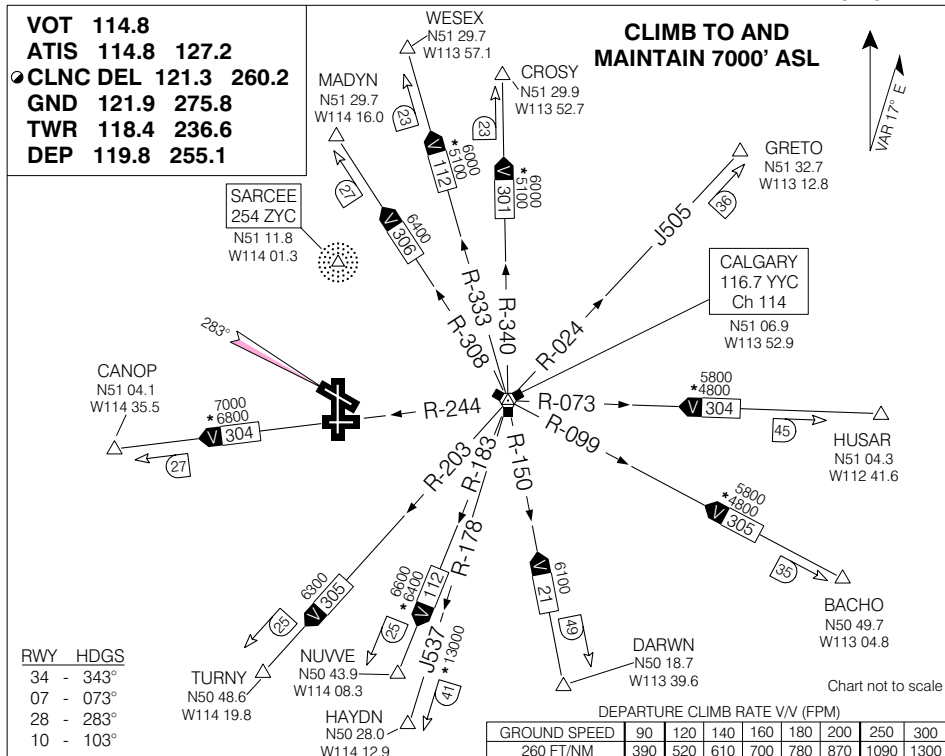 VOT 114.8
ATIS 114.8 127.2
CLNC DEL 121.3 260.2
GND 121.9 275.8
TWR 118.4 236.6
DEP 119.8 255.1
CLIMB TO AND
MAINTAIN 7000' ASL
VAR 17° E
WESEX
N51 29.7
W113 57.1
MADYN
N51 29.7
W114 16.0
CROSY
N51 29.9
W113 52.7
GRETO
N51 32.7
W113 12.8
SARCEE
254 ZYC
N51 11.8
W114 01.3
CALGARY
116.7 YYC
Ch 114
N51 06.9
W113 52.9
27
6400
V 306
R-308
23
6000
*5100
V 112
R-333
23
6000
*5100
V 301
R-340
36
J505
R-024
283°
CANOP
N51 04.1
W114 35.5
7000
*6800
V 304
27
R-244
R-073
5800
*4800
V 304
45
HUSAR
N51 04.3
W112 41.6
R-099
5800
*4800
V 305
35
BACHO
N50 49.7
W113 04.8
R-203
6300
V 305
25
TURNY
N50 48.6
W114 19.8
R-183
6600
*6400
V 112
25
NUVVE
N50 43.9
W114 08.3
R-178
J537
*13000
41
HAYDN
N50 28.0
W114 12.9
R-150
6100
V 21
49
DARWN
N50 18.7
W113 39.6
RWY HDGS
34 - 343°
07 - 073°
28 - 283°
10 - 103°
Chart not to scale
DEPARTURE CLIMB RATE V/V (FPM)
GROUND SPEED 90 120 140 160 180 200 250 300
260 FT/NM 390 520 610 700 780 870 1090 1300